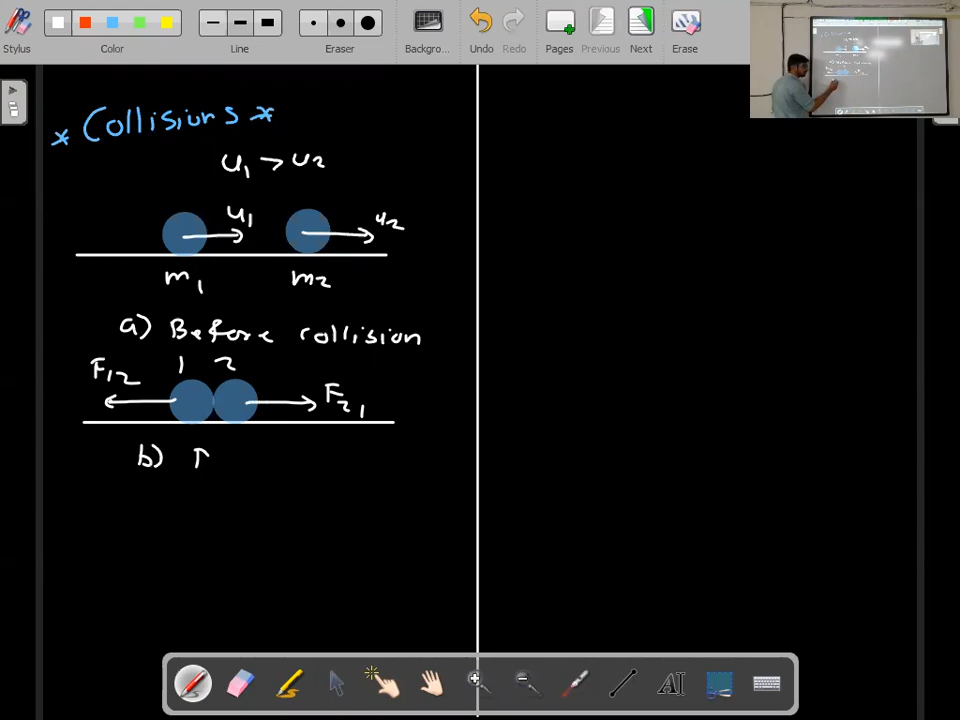 Stylus
Color
Line
Eraser
Backgro...
Undo
Redo
Pages
Previous
Next
Erase
* Collisions *
u1 > u2
u1
u2
m1
m2
a) Before collision
1 2
F12
F21
b)